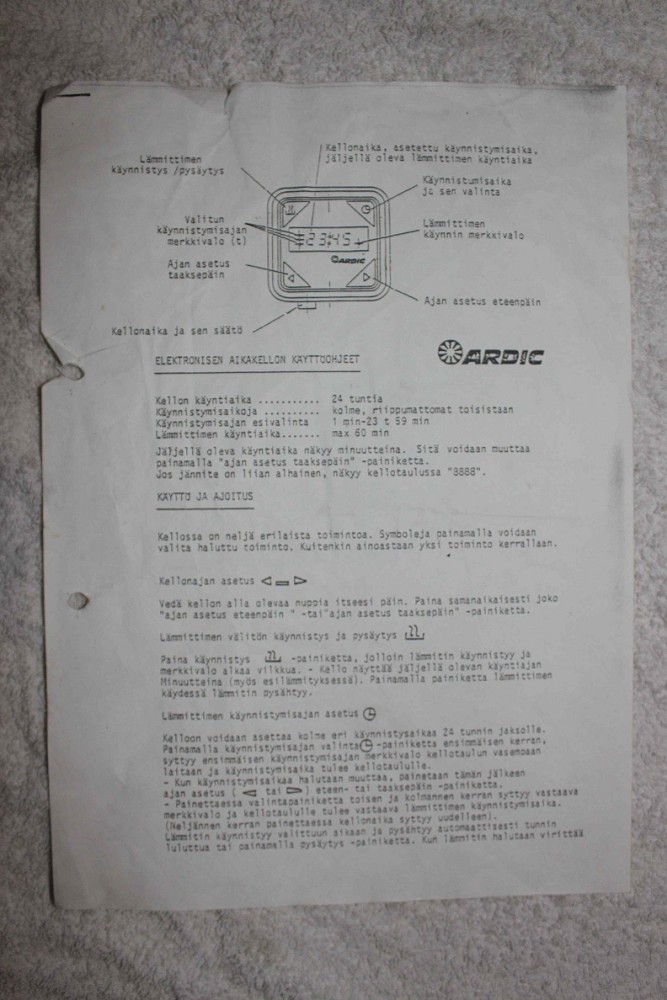 Kellonaika, asetettu käynnistymisaika,
jäljellä oleva lämmittimen käyntiaika
Lämmittimen
käynnistys /pysäytys
Käynnistumisaika
ja sen valinta
Valitun
käynnistymisajan
merkkivalo (t)
23:45
ARDIC
Lämmittimen
käynnin merkkivalo
Ajan asetus
taaksepäin
Ajan asetus eteenpäin
Kellonaika ja sen säätö
ELEKTRONISEN AIKAKELLON KÄYTTÖOHJEET
ARDIC
Kellon käyntiaika ........... 24 tuntia
Käynnistymisaikoja .......... kolme, riippumattomat toisistaan
Käynnistymisajan esivalinta 1 min-23 t 59 min
Lämmittimen käyntiaika....... max 60 min
Jäljellä oleva käyntiaika näkyy minuutteina. Sitä voidaan muuttaa
painamalla "ajan asetus taaksepäin" -painiketta.
Jos jännite on liian alhainen, näkyy kellotaulussa "8888".
KÄYTTÖ JA AJOITUS
Kellossa on neljä erilaista toimintoa. Symboleja painamalla voidaan
valita haluttu toiminto. Kuitenkin ainoastaan yksi toiminto kerrallaan.
Kellonajan asetus
Vedä kellon alla olevaa nuppia itseesi päin. Paina samanaikaisesti joko
"ajan asetus eteenpäin " -tai"ajan asetus taaksepäin" -painiketta.
Lämmittimen välitön käynnistys ja pysäytys
Paina käynnistys -painiketta, jolloin lämmitin käynnistyy ja
merkkivalo alkaa vilkkua. - Kello näyttää jäljellä olevan käyntiajan
minuutteina (myös esilämmityksessä). Painamalla painiketta lämmittimen
käydessä lämmitin pysähtyy.
Lämmittimen käynnistymisajan asetus
Kelloon voidaan asettaa kolme eri käynnistysaikaa 24 tunnin jaksolle.
Painamalla käynnistymisajan valinta -painiketta ensimmäisen kerran,
syttyy ensimmäisen käynnistymisajan merkkivalo kellotaulun vasempaan
laitaan ja käynnistymisaika tulee kellotaululle.
- Kun käynnistymisaikaa halutaan muuttaa, painetaan tämän jälkeen
ajan asetus ( tai ) eteen- tai taaksepäin -painiketta.
- Painettaessa valintapainiketta toisen ja kolmannen kerran syttyy vastaava
merkkivalo ja kellotaululle tulee vastaava lämmittimen käynnistymisaika.
(Neljännen kerran painettaessa kellonaika syttyy uudelleen).
Lämmitin käynnistyy valittuun aikaan ja pysähtyy automaattisesti tunnin
kuluttua tai painamalla pysäytys -painiketta. Kun lämmitin halutaan virittää